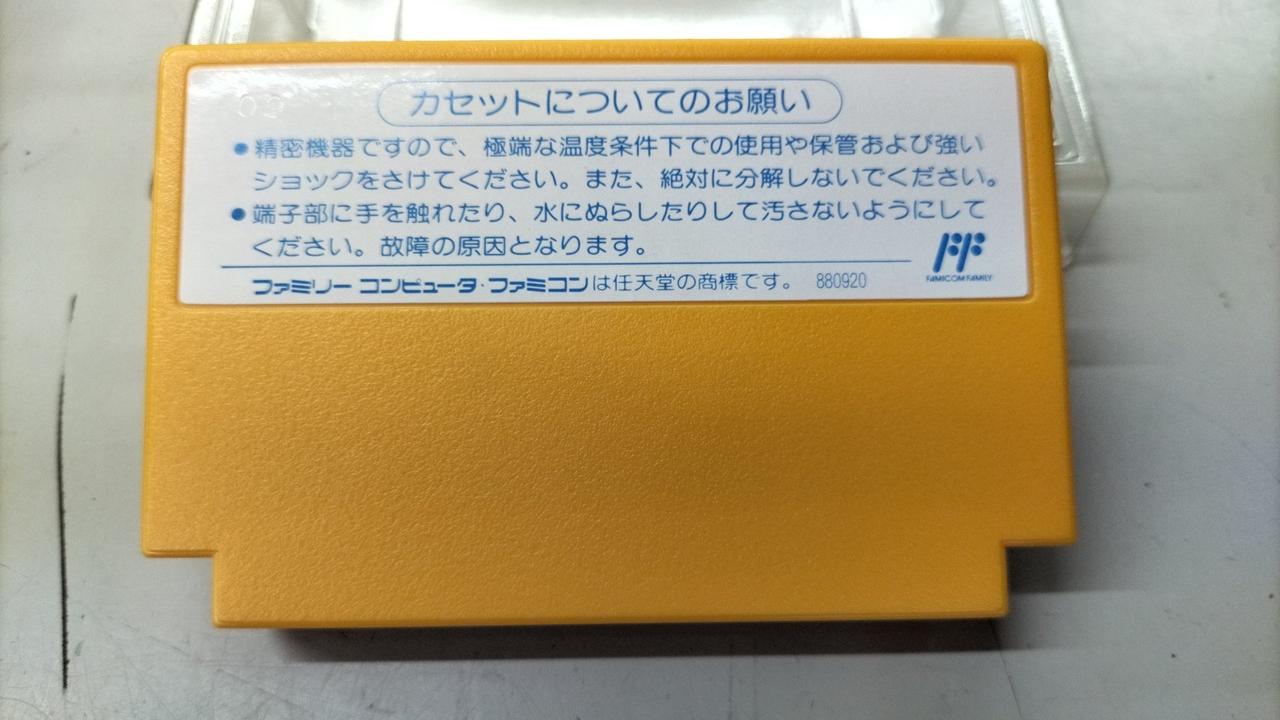 カセットについてのお願い
●精密機器ですので、極端な温度条件下での使用や保管および強い
ショックをさけてください。また、絶対に分解しないでください。
●端子部に手を触れたり、水にぬらしたりして汚さないようにして
ください。故障の原因となります。
ファミリーコンピュータ・ファミコンは任天堂の商標です。 880920
FAMICOM FAMILY